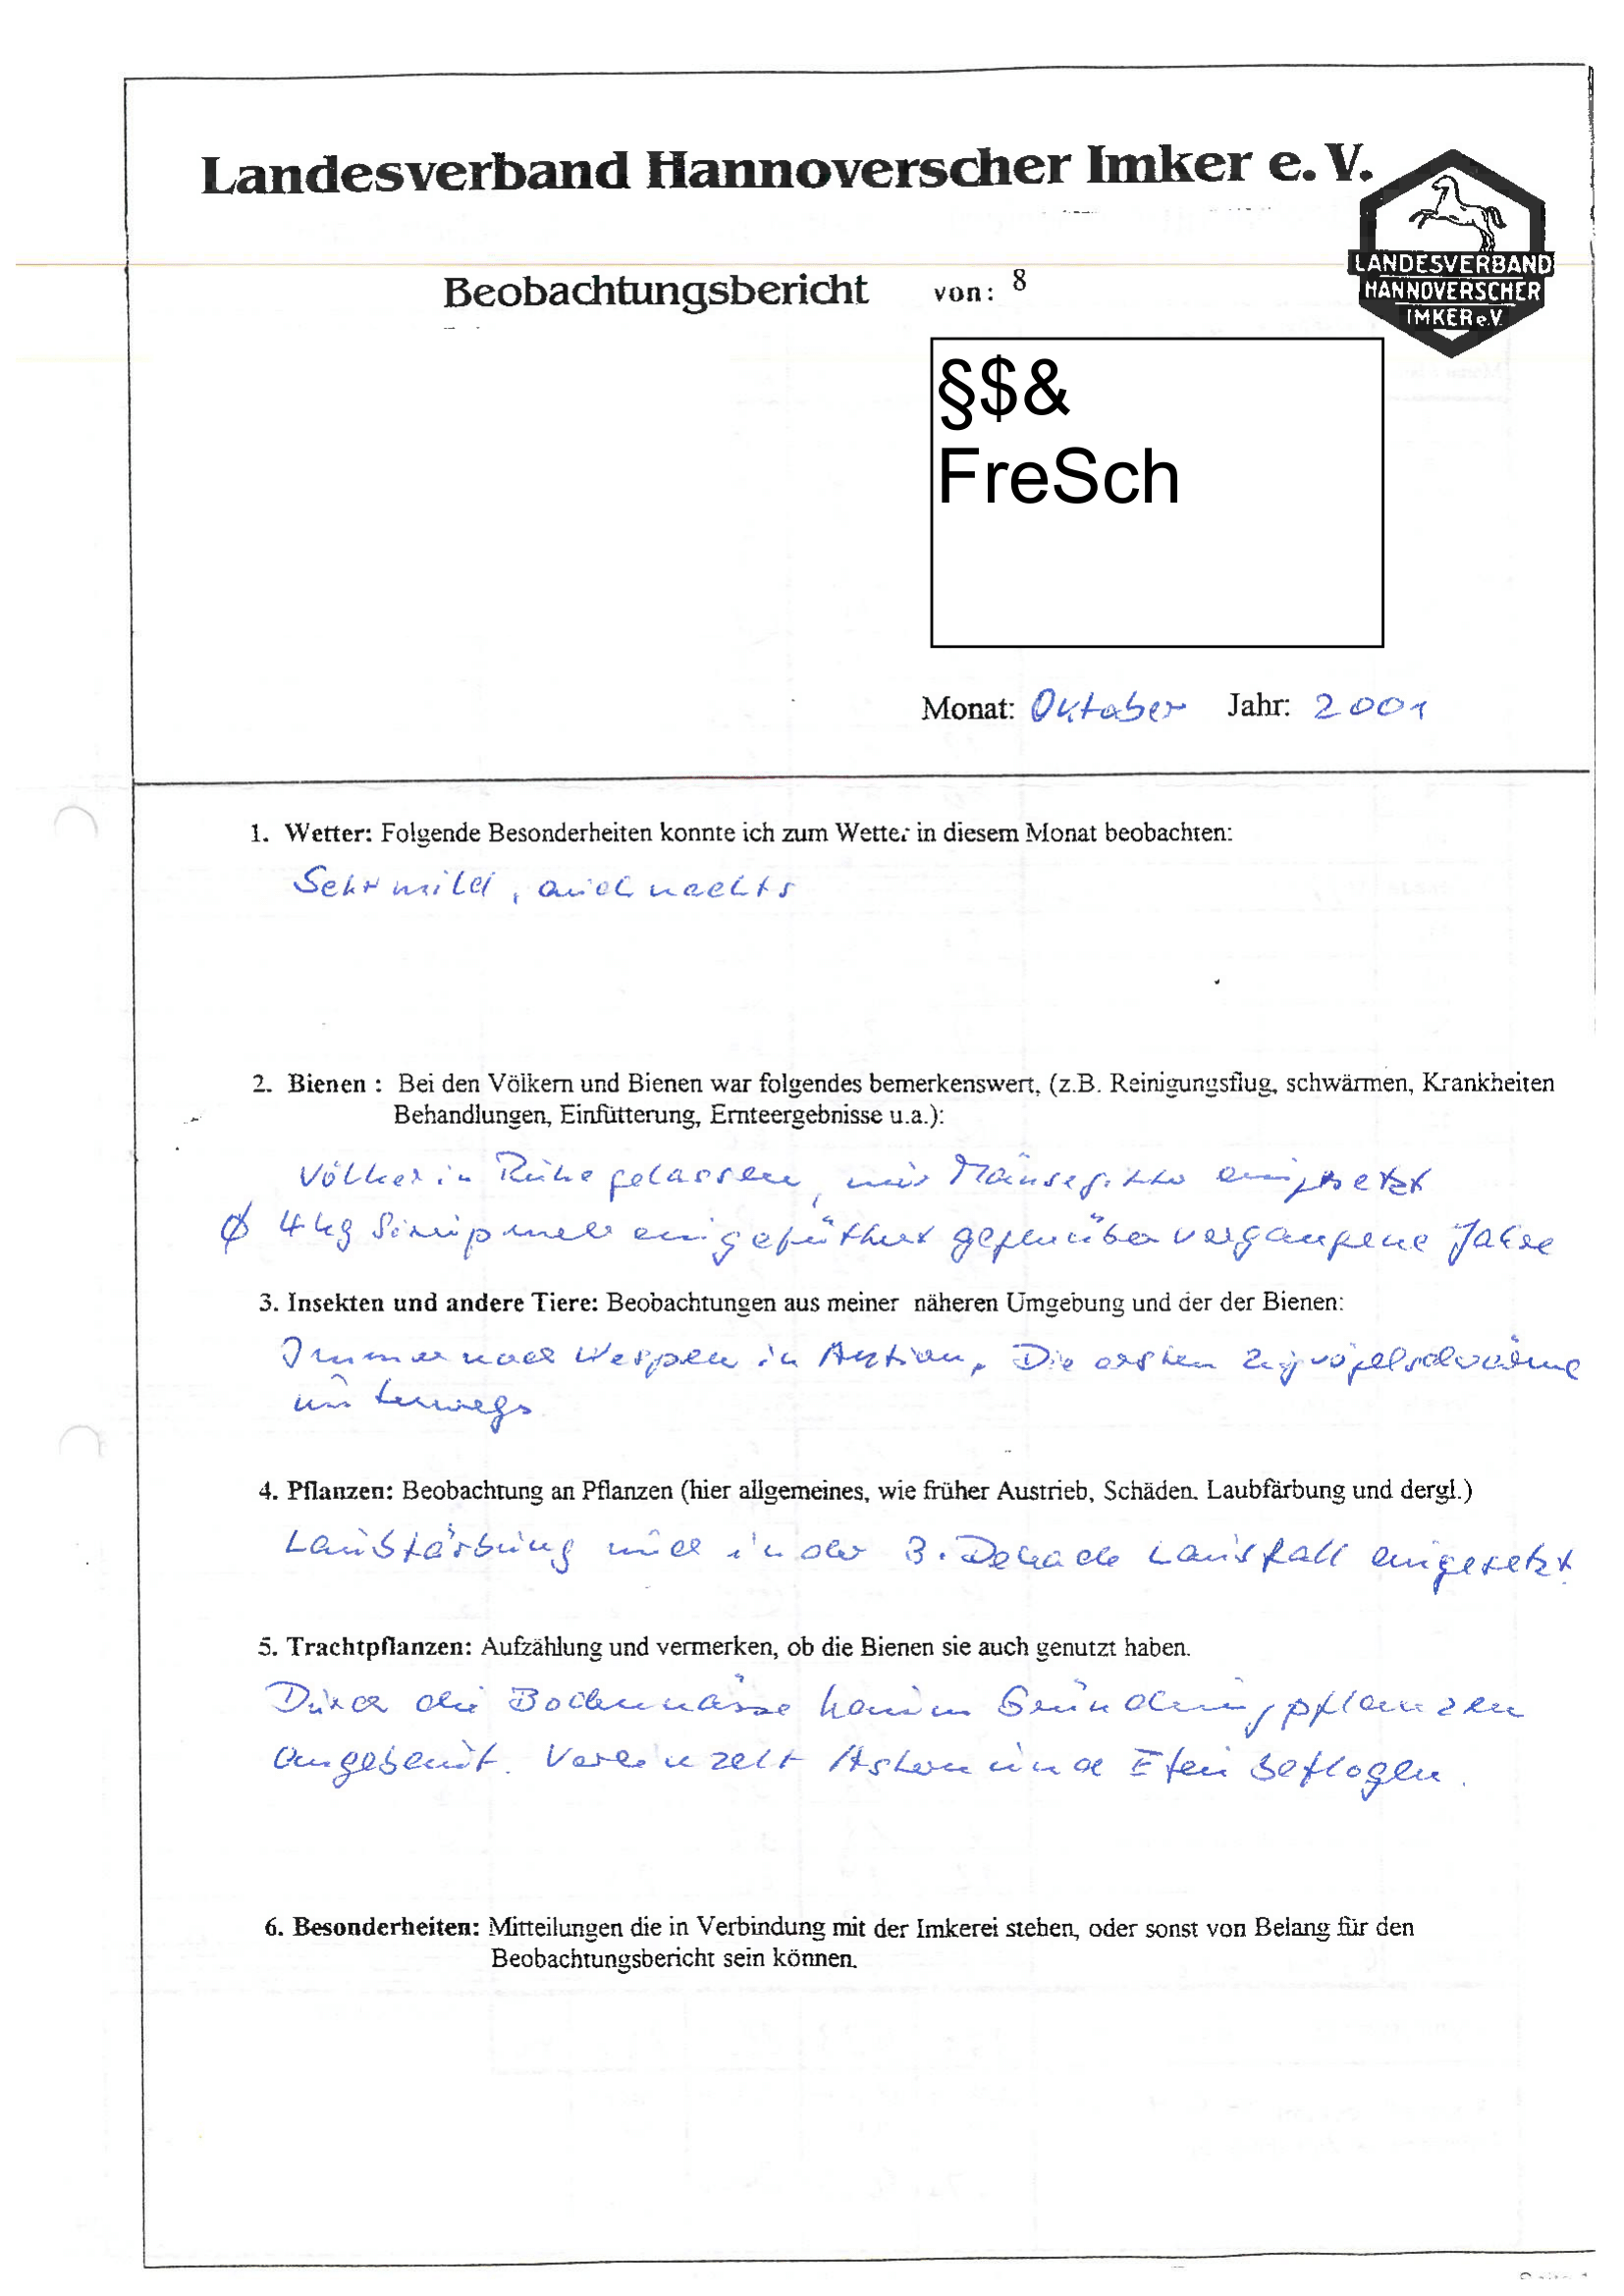 Landesverband Hannoverscher Imker e. V.
LANDESVERBAND
HANNOVERSCHER
IMKER e.V.
Beobachtungsbericht von: 8
§$&
FreSch
Monat: Oktober Jahr: 2001
1. Wetter: Folgende Besonderheiten konnte ich zum Wetter in diesem Monat beobachten:
Sehr mild, auch nachts
2. Bienen : Bei den Völkern und Bienen war folgendes bemerkenswert, (z.B. Reinigungsflug, schwärmen, Krankheiten
Behandlungen, Einfütterung, Ernteergebnisse u.a.):
Völker in Ruhe gelassen, nur Mäusegitter eingesetzt
Ø 4 kg Sirup mehr eingefüttert gegenüber vergangene Jahre
3. Insekten und andere Tiere: Beobachtungen aus meiner näheren Umgebung und der der Bienen:
Immer noch Wespen in Aktion. Die ersten Zugvögelschwärme
unterwegs
4. Pflanzen: Beobachtung an Pflanzen (hier allgemeines, wie früher Austrieb, Schäden. Laubfärbung und dergl.)
Laubfärbung und in der 3. Dekade Laubfall eingesetzt.
5. Trachtpflanzen: Aufzählung und vermerken, ob die Bienen sie auch genutzt haben.
Durch die Bodennässe kaum Gründungpflanzen
angebaut. Vereinzelt Astern und Efeu beflogen.
6. Besonderheiten: Mitteilungen die in Verbindung mit der Imkerei stehen, oder sonst von Belang für den
Beobachtungsbericht sein können.